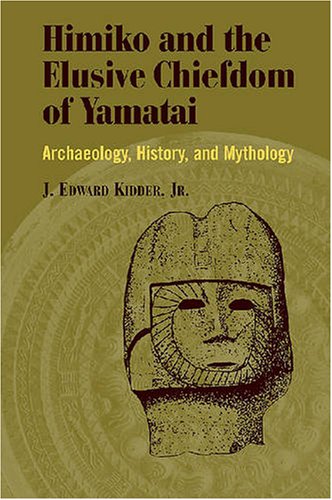 Himiko and the
Elusive Chiefdom
of Yamatai
Archaeology, History, and Mythology
J. Edward Kidder, Jr.